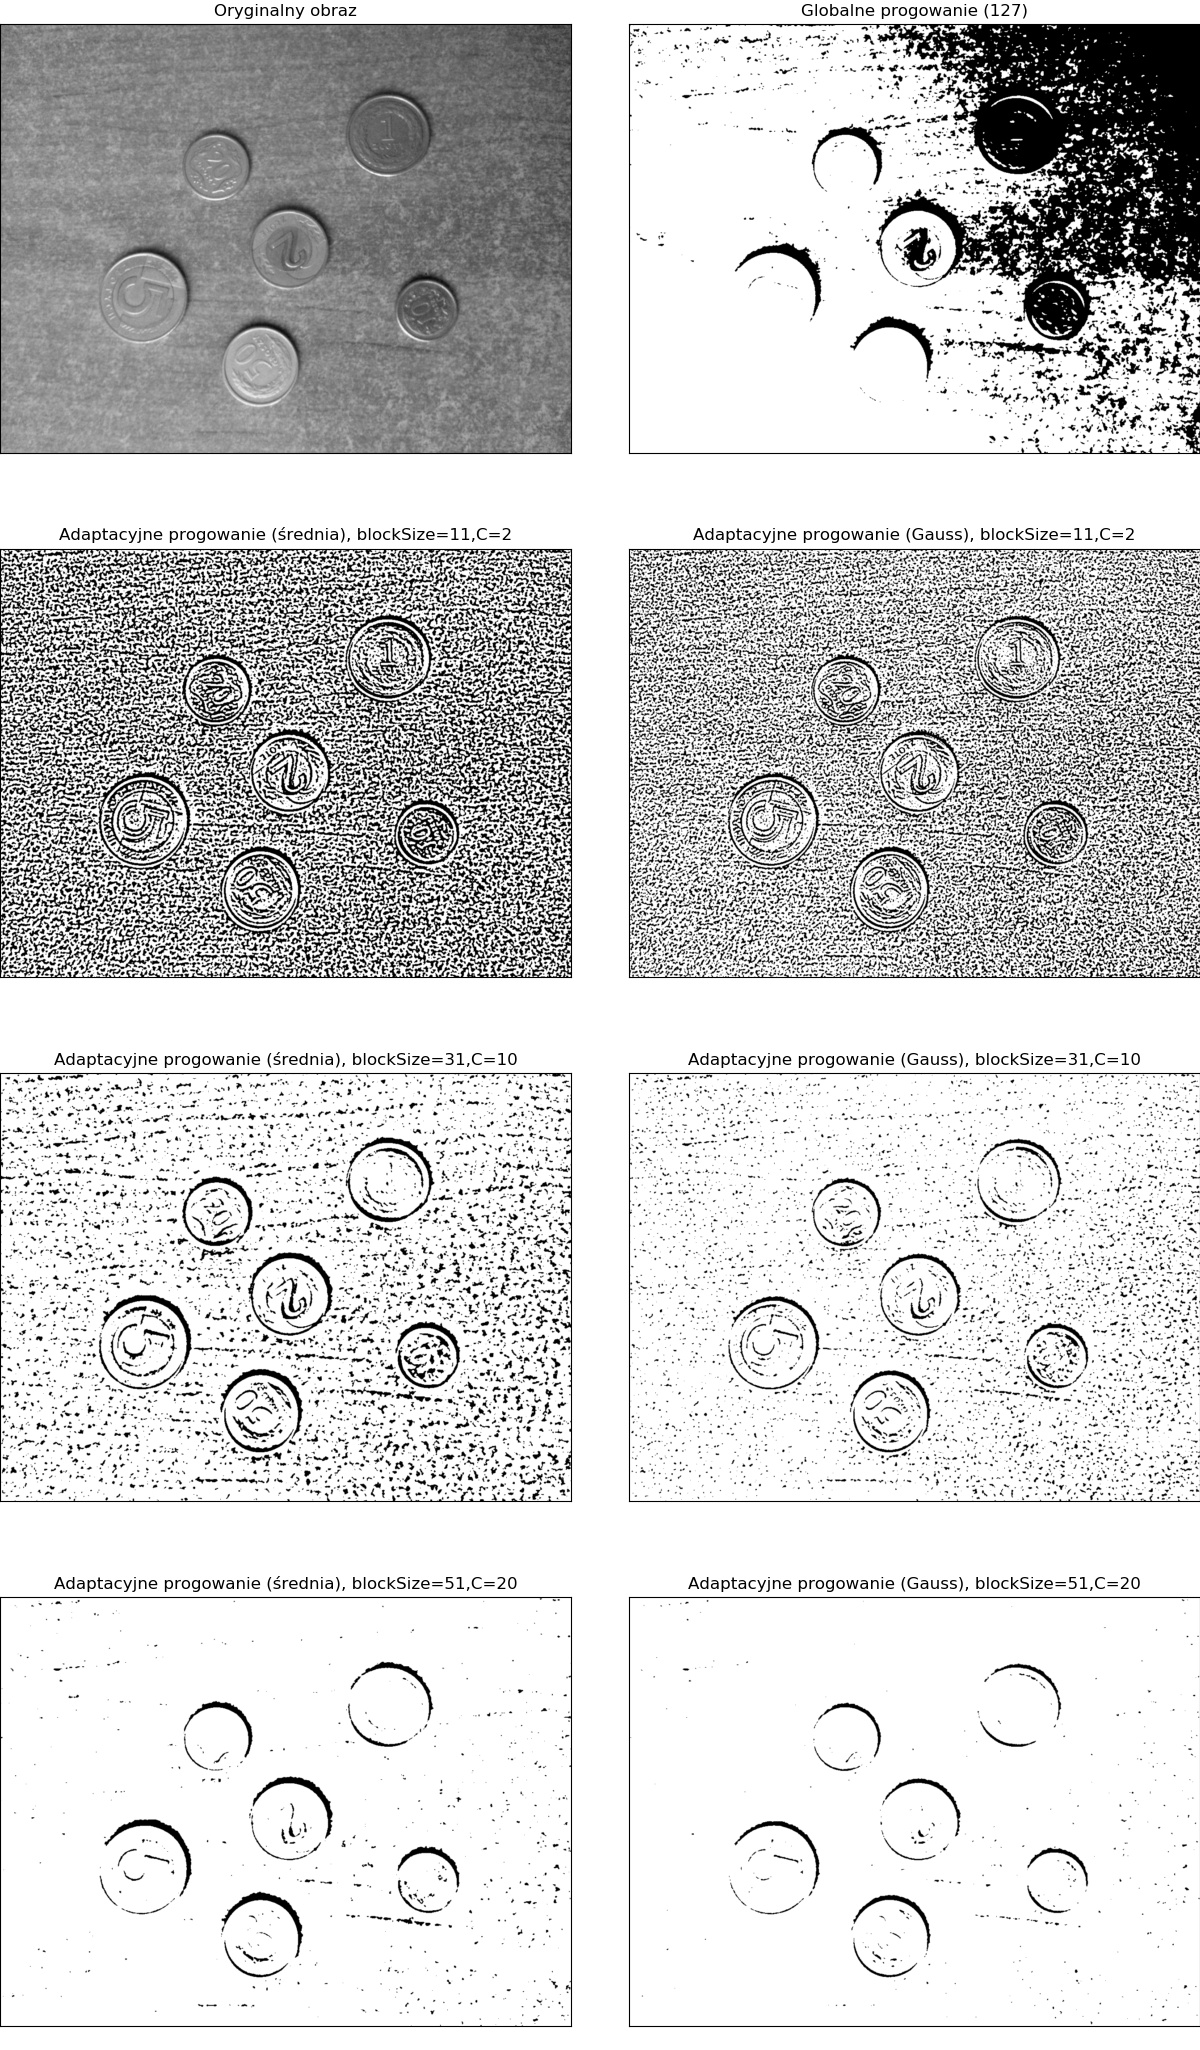 Oryginalny obraz
Globalne progowanie (127)
Adaptacyjne progowanie (średnia), blockSize=11,C=2
Adaptacyjne progowanie (Gauss), blockSize=11,C=2
Adaptacyjne progowanie (średnia), blockSize=31,C=10
Adaptacyjne progowanie (Gauss), blockSize=31,C=10
Adaptacyjne progowanie (średnia), blockSize=51,C=20
Adaptacyjne progowanie (Gauss), blockSize=51,C=20